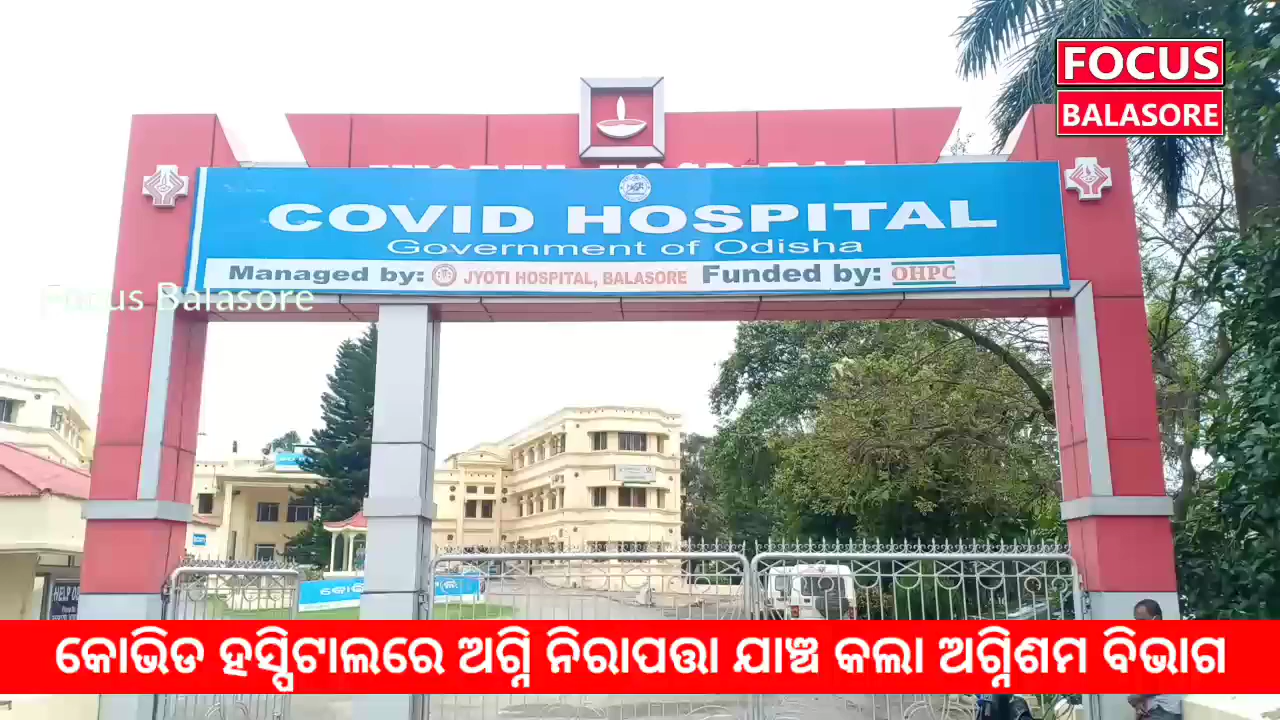 FOCUS
BALASORE
COVID HOSPITAL
Government of Odisha
Managed by: JYOTI HOSPITAL, BALASORE Funded by: OHPC
Focus Balasore
HELP
କୋଭିଡ ହସ୍ପିଟାଲରେ ଅଗ୍ନି ନିରାପତ୍ତା ଯାଞ୍ଚ କଲା ଅଗ୍ନିଶମ ବିଭାଗ